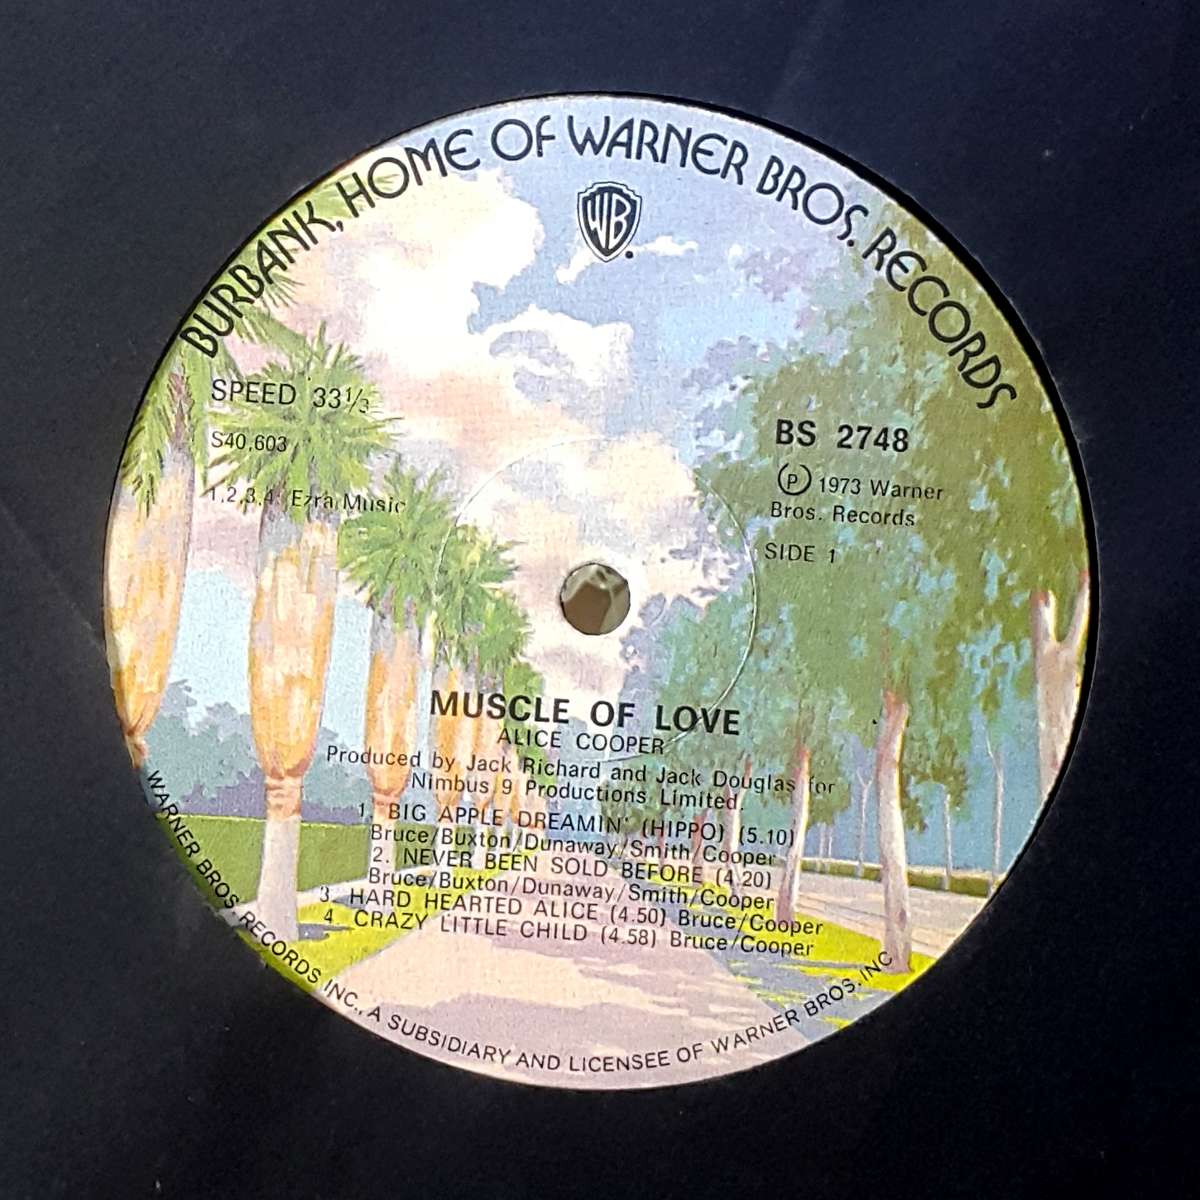 BURBANK, HOME OF WARNER BROS. RECORDS
WB
SPEED 33⅓
S40,603
1,2,3,4: Ezra Music
BS 2748
Ⓟ 1973 Warner
Bros. Records
SIDE 1
MUSCLE OF LOVE
ALICE COOPER
Produced by Jack Richard and Jack Douglas for
Nimbus 9 Productions Limited.
1. BIG APPLE DREAMIN' (HIPPO) (5.10)
Bruce/Buxton/Dunaway/Smith/Cooper
2. NEVER BEEN SOLD BEFORE (4.20)
Bruce/Buxton/Dunaway/Smith/Cooper
3. HARD HEARTED ALICE (4.50) Bruce/Cooper
4. CRAZY LITTLE CHILD (4.58) Bruce/Cooper
WARNER BROS. RECORDS INC., A SUBSIDIARY AND LICENSEE OF WARNER BROS. INC